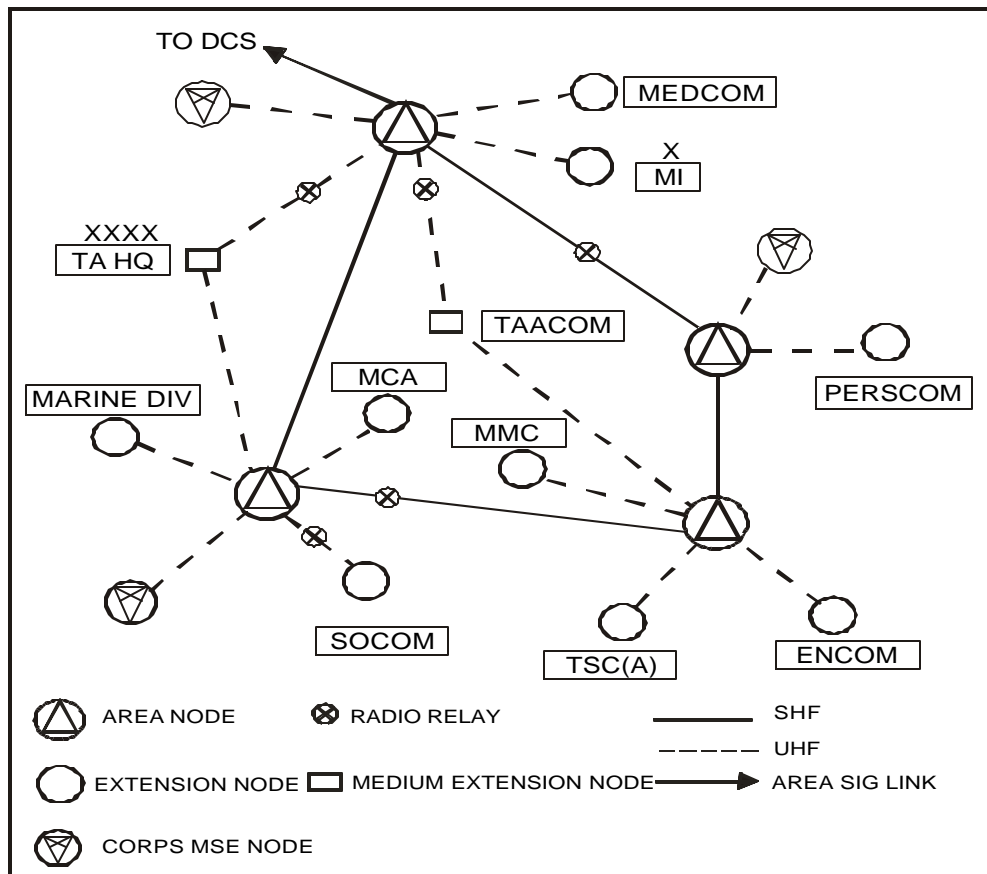 TO DCS
MEDCOM
X
MI
XXXX
TA HQ
TAACOM
MCA
PERSCOM
MARINE DIV
MMC
SOCOM
TSC(A)
ENCOM
AREA NODE
RADIO RELAY
SHF
UHF
EXTENSION NODE
MEDIUM EXTENSION NODE
AREA SIG LINK
CORPS MSE NODE